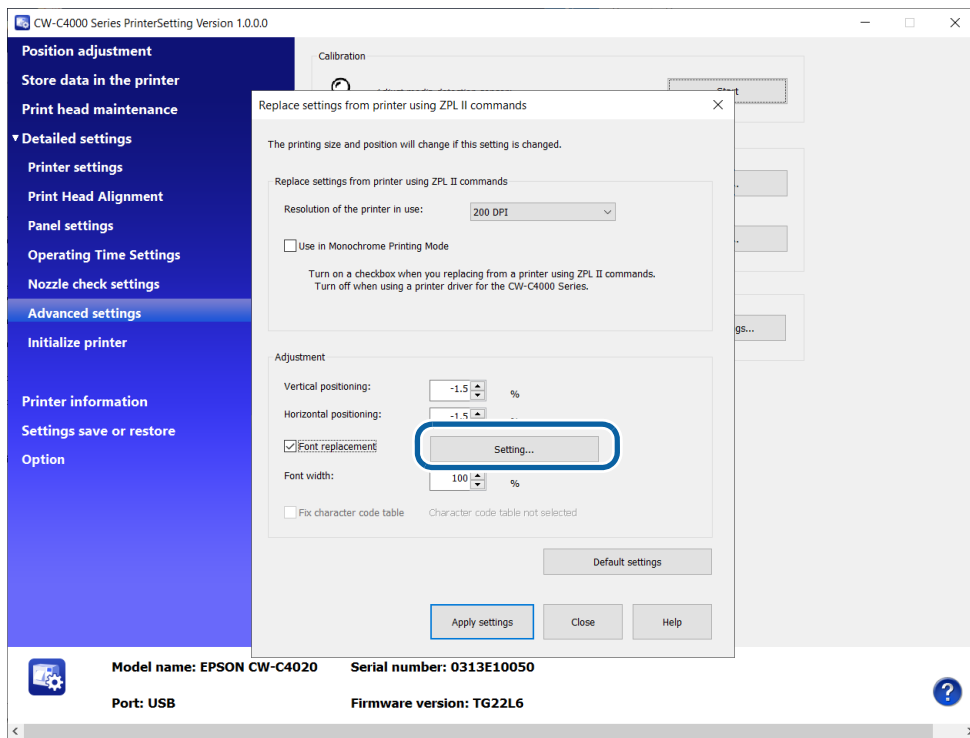 CW-C4000 Series PrinterSetting Version 1.0.0.0
Position adjustment
Store data in the printer
Print head maintenance
Detailed settings
Printer settings
Print Head Alignment
Panel settings
Operating Time Settings
Nozzle check settings
Advanced settings
Initialize printer
Printer information
Settings save or restore
Option
Calibration
Replace settings from printer using ZPL II commands
The printing size and position will change if this setting is changed.
Replace settings from printer using ZPL II commands
Resolution of the printer in use:
200 DPI
Use in Monochrome Printing Mode
Turn on a checkbox when you replacing from a printer using ZPL II commands.
Turn off when using a printer driver for the CW-C4000 Series.
gs...
Adjustment
Vertical positioning:
-1.5
%
Horizontal positioning:
-1.5
Font replacement
Setting...
Font width:
100
%
Fix character code table
Character code table not selected
Default settings
Apply settings
Close
Help
Model name: EPSON CW-C4020
Serial number: 0313E10050
Port: USB
Firmware version: TG22L6
?